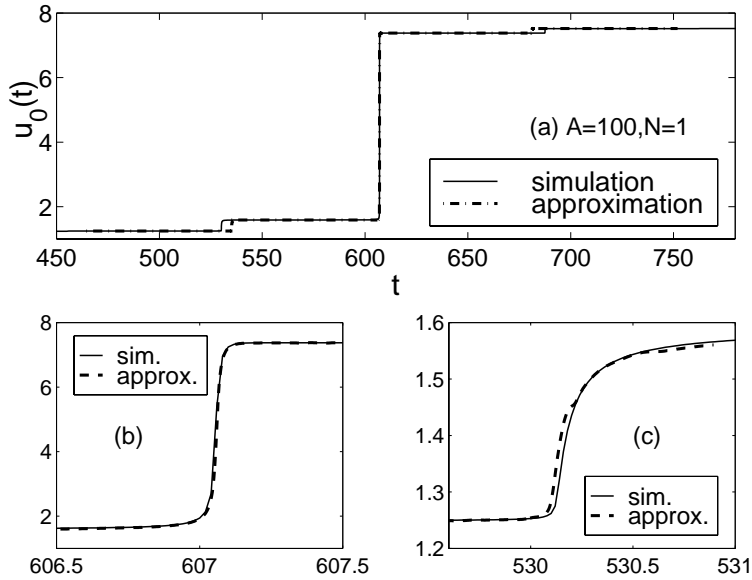 8
6
4
2
u0(t)
(a) A=100,N=1
simulation
approximation
450 500 550 600 650 700 750
t
8
6
4
2
sim.
approx.
(b)
606.5 607 607.5
1.6
1.5
1.4
1.3
1.2
(c)
sim.
approx.
530 530.5 531